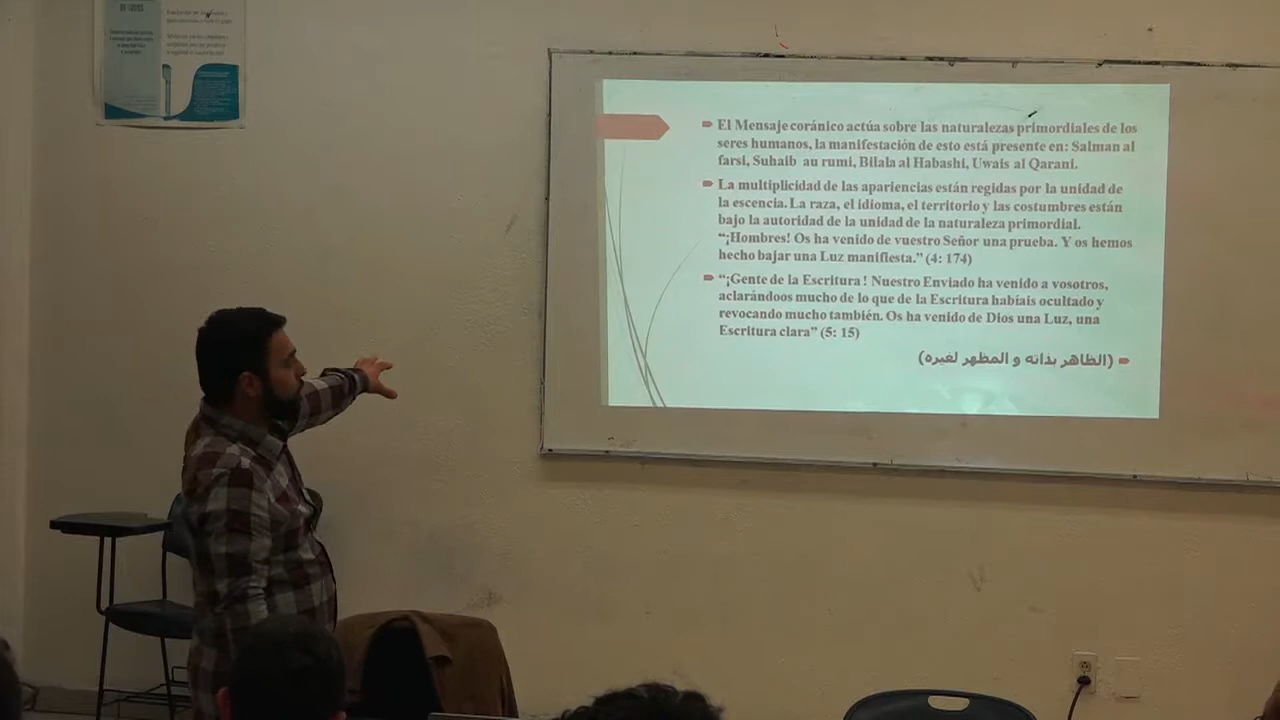 El Mensaje coránico actúa sobre las naturalezas primordiales de los
seres humanos, la manifestación de esto está presente en: Salman al
farsi, Suhaib au rumi, Bilala al Habashi, Uwais al Qarani.
La multiplicidad de las apariencias están regidas por la unidad de
la escencia. La raza, el idioma, el territorio y las costumbres están
bajo la autoridad de la unidad de la naturaleza primordial.
“¡Hombres! Os ha venido de vuestro Señor una prueba. Y os hemos
hecho bajar una Luz manifiesta.” (4: 174)
“¡Gente de la Escritura! Nuestro Enviado ha venido a vosotros,
aclarándoos mucho de lo que de la Escritura habíais ocultado y
revocando mucho también. Os ha venido de Dios una Luz, una
Escritura clara” (5: 15)
(الظاهر بذاته و المظهر لغيره)